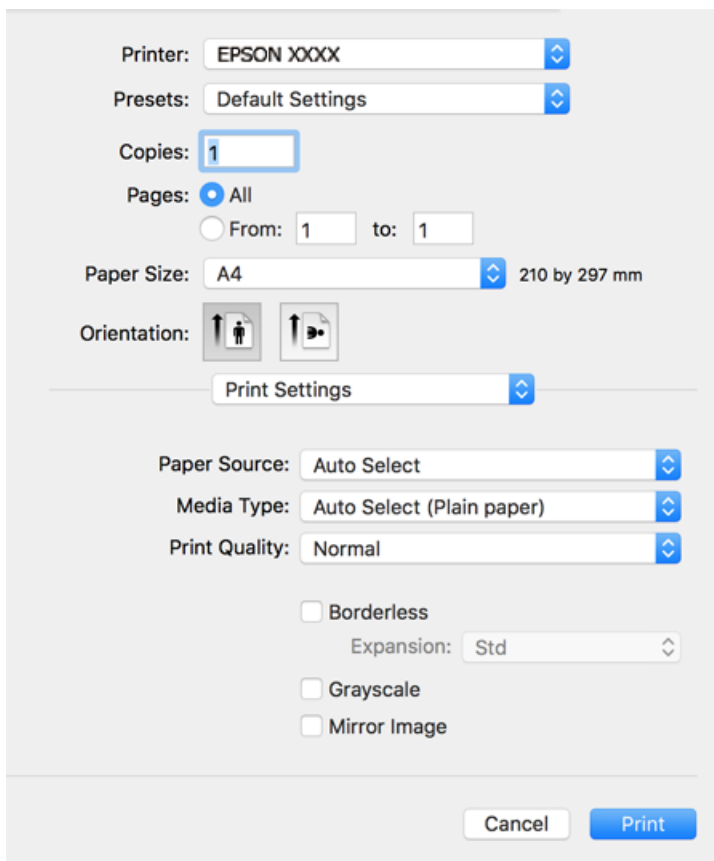 Printer: EPSON XXXX
Presets: Default Settings
Copies: 1
Pages: All
From: 1 to: 1
Paper Size: A4 210 by 297 mm
Orientation:
Print Settings
Paper Source: Auto Select
Media Type: Auto Select (Plain paper)
Print Quality: Normal
Borderless
Expansion: Std
Grayscale
Mirror Image
Cancel Print